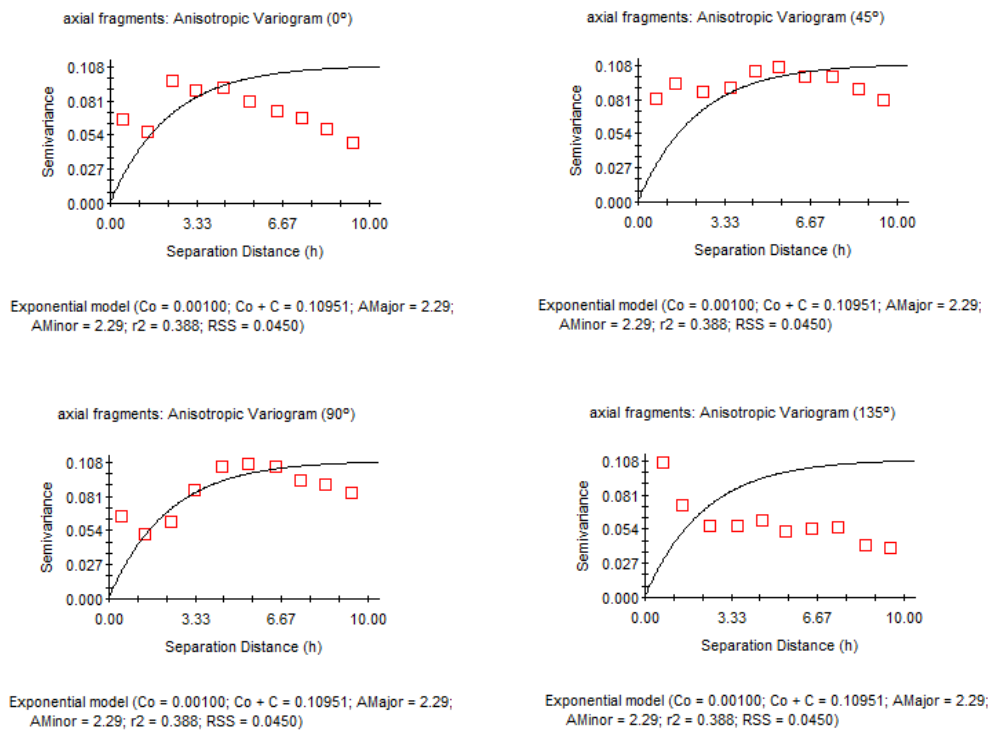 axial fragments: Anisotropic Variogram (0º)
Semivariance
0.108
0.081
0.054
0.027
0.000
0.00 3.33 6.67 10.00
Separation Distance (h)
Exponential model (Co = 0.00100; Co + C = 0.10951; AMajor = 2.29;
AMinor = 2.29; r2 = 0.388; RSS = 0.0450)
axial fragments: Anisotropic Variogram (45º)
Semivariance
0.108
0.081
0.054
0.027
0.000
0.00 3.33 6.67 10.00
Separation Distance (h)
Exponential model (Co = 0.00100; Co + C = 0.10951; AMajor = 2.29;
AMinor = 2.29; r2 = 0.388; RSS = 0.0450)
axial fragments: Anisotropic Variogram (90º)
Semivariance
0.108
0.081
0.054
0.027
0.000
0.00 3.33 6.67 10.00
Separation Distance (h)
Exponential model (Co = 0.00100; Co + C = 0.10951; AMajor = 2.29;
AMinor = 2.29; r2 = 0.388; RSS = 0.0450)
axial fragments: Anisotropic Variogram (135º)
Semivariance
0.108
0.081
0.054
0.027
0.000
0.00 3.33 6.67 10.00
Separation Distance (h)
Exponential model (Co = 0.00100; Co + C = 0.10951; AMajor = 2.29;
AMinor = 2.29; r2 = 0.388; RSS = 0.0450)